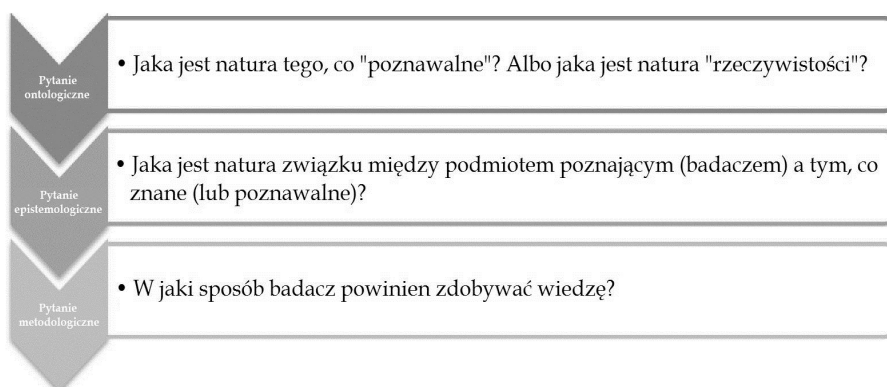 Pytanie
ontologiczne
• Jaka jest natura tego, co "poznawalne"? Albo jaka jest natura "rzeczywistości"?
Pytanie
epistemologiczne
• Jaka jest natura związku między podmiotem poznającym (badaczem) a tym, co
znane (lub poznawalne)?
Pytanie
metodologiczne
• W jaki sposób badacz powinien zdobywać wiedzę?